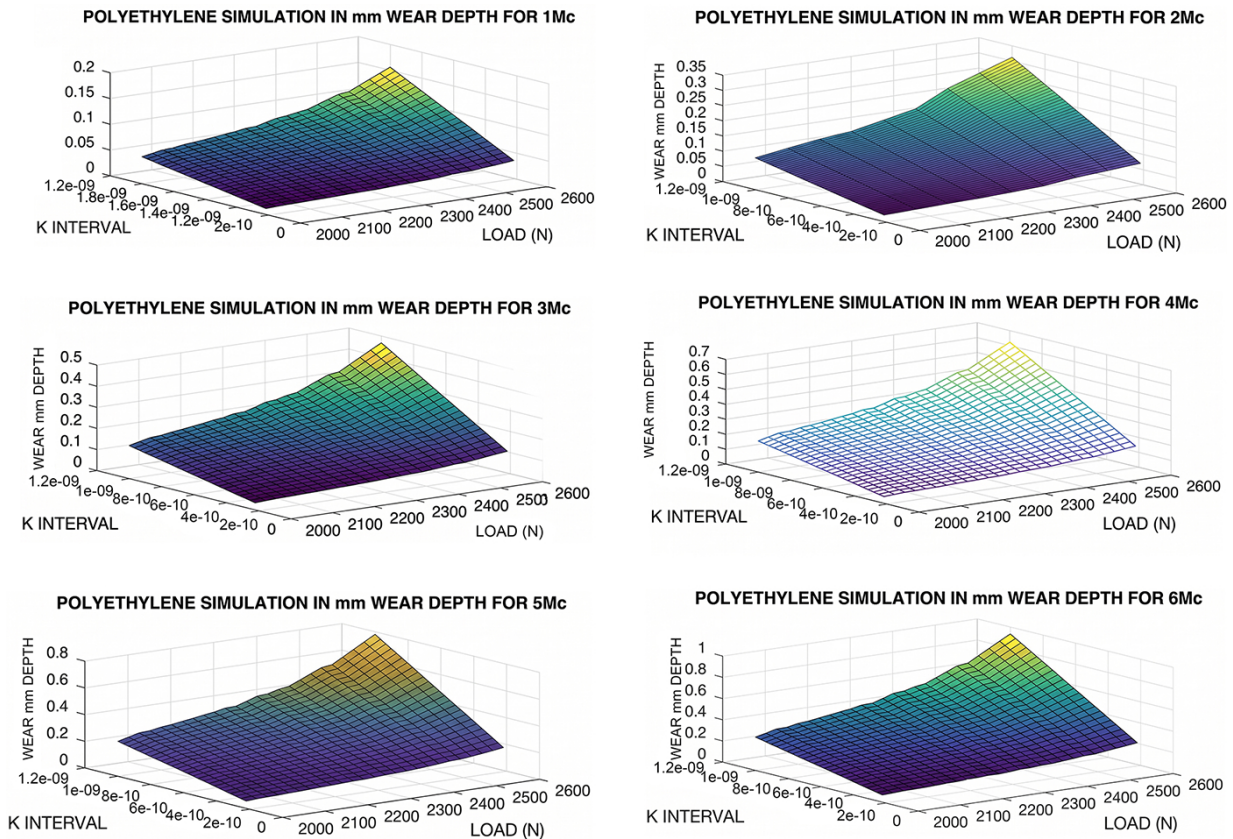 POLYETHYLENE SIMULATION IN mm WEAR DEPTH FOR 1Mc
0.2
0.15
0.1
0.05
0
1.2e-09
1.8e-09
1.6e-09
1.4e-09
1.2e-09
2e-10
0
K INTERVAL
2000
2100
2200
2300
2400
2500
2600
LOAD (N)
POLYETHYLENE SIMULATION IN mm WEAR DEPTH FOR 2Mc
WEAR mm DEPTH
0.35
0.3
0.25
0.2
0.15
0.1
0.05
0
1.2e-09
1e-09
8e-10
6e-10
4e-10
2e-10
0
K INTERVAL
2000
2100
2200
2300
2400
2500
2600
LOAD (N)
POLYETHYLENE SIMULATION IN mm WEAR DEPTH FOR 3Mc
WEAR mm DEPTH
0.5
0.4
0.3
0.2
0.1
0
1.2e-09
1e-09
8e-10
6e-10
4e-10
2e-10
0
K INTERVAL
2000
2100
2200
2300
2400
2500
2600
LOAD (N)
POLYETHYLENE SIMULATION IN mm WEAR DEPTH FOR 4Mc
WEAR mm DEPTH
0.7
0.6
0.5
0.4
0.3
0.2
0.1
0
1.2e-09
1e-09
8e-10
6e-10
4e-10
2e-10
0
K INTERVAL
2000
2100
2200
2300
2400
2500
2600
LOAD (N)
POLYETHYLENE SIMULATION IN mm WEAR DEPTH FOR 5Mc
WEAR mm DEPTH
0.8
0.6
0.4
0.2
0
1.2e-09
1e-09
8e-10
6e-10
4e-10
2e-10
0
K INTERVAL
2000
2100
2200
2300
2400
2500
2600
LOAD (N)
POLYETHYLENE SIMULATION IN mm WEAR DEPTH FOR 6Mc
WEAR mm DEPTH
1
0.8
0.6
0.4
0.2
0
1.2e-09
1e-09
8e-10
6e-10
4e-10
2e-10
0
K INTERVAL
2000
2100
2200
2300
2400
2500
2600
LOAD (N)